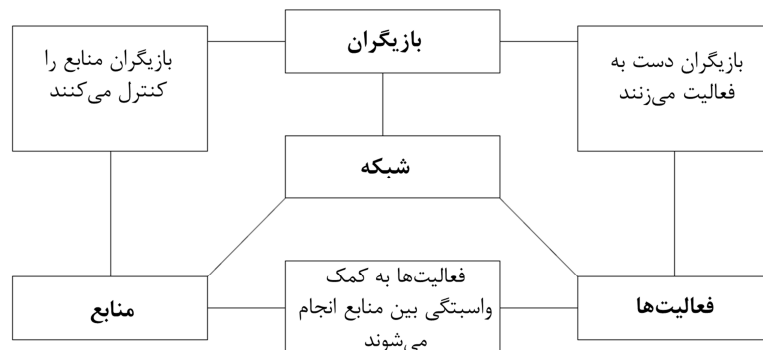 بازیگران
بازیگران دست به
فعالیت می‌زنند
بازیگران منابع را
کنترل می‌کنند
شبکه
فعالیت‌ها
فعالیت‌ها به کمک
واسبتگی بین منابع انجام
می‌شوند
منابع